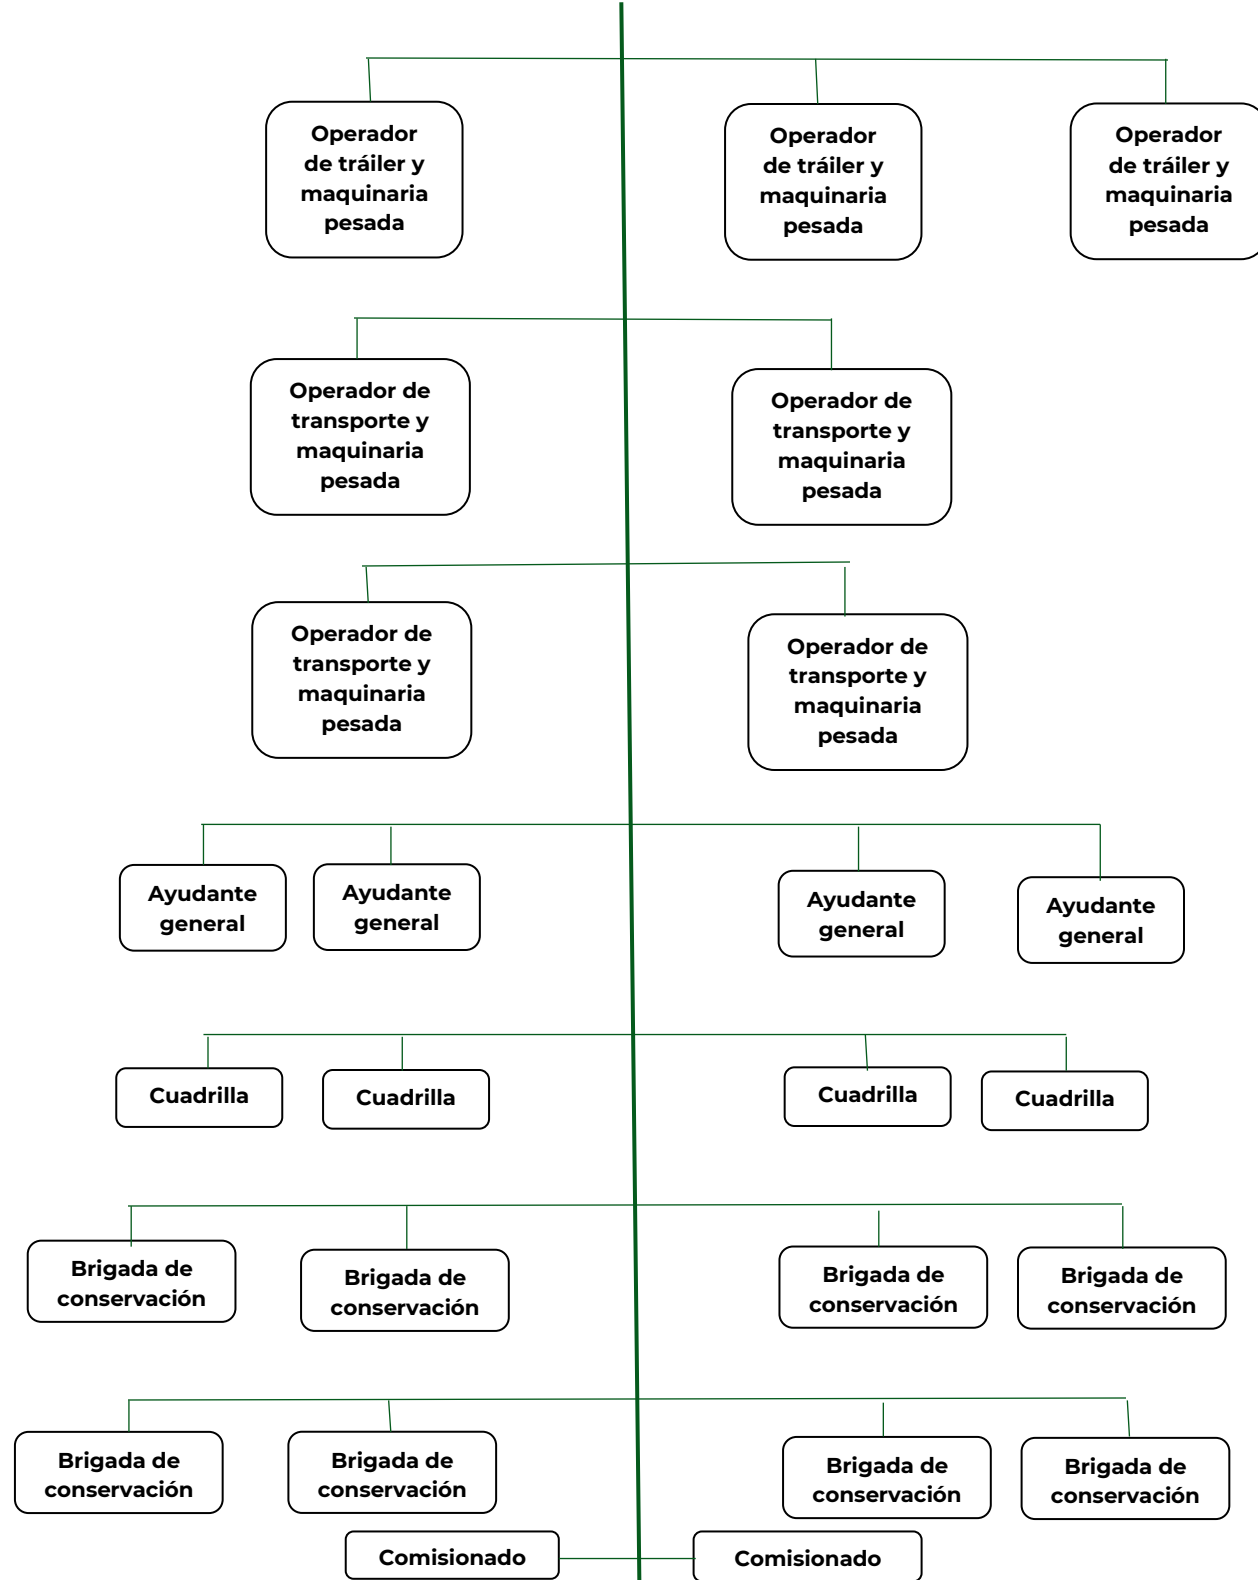 Operador
de tráiler y
maquinaria
pesada
Operador
de tráiler y
maquinaria
pesada
Operador
de tráiler y
maquinaria
pesada
Operador de
transporte y
maquinaria
pesada
Operador de
transporte y
maquinaria
pesada
Operador de
transporte y
maquinaria
pesada
Operador de
transporte y
maquinaria
pesada
Ayudante
general
Ayudante
general
Ayudante
general
Ayudante
general
Cuadrilla
Cuadrilla
Cuadrilla
Cuadrilla
Brigada de
conservación
Brigada de
conservación
Brigada de
conservación
Brigada de
conservación
Brigada de
conservación
Brigada de
conservación
Brigada de
conservación
Brigada de
conservación
Comisionado
Comisionado